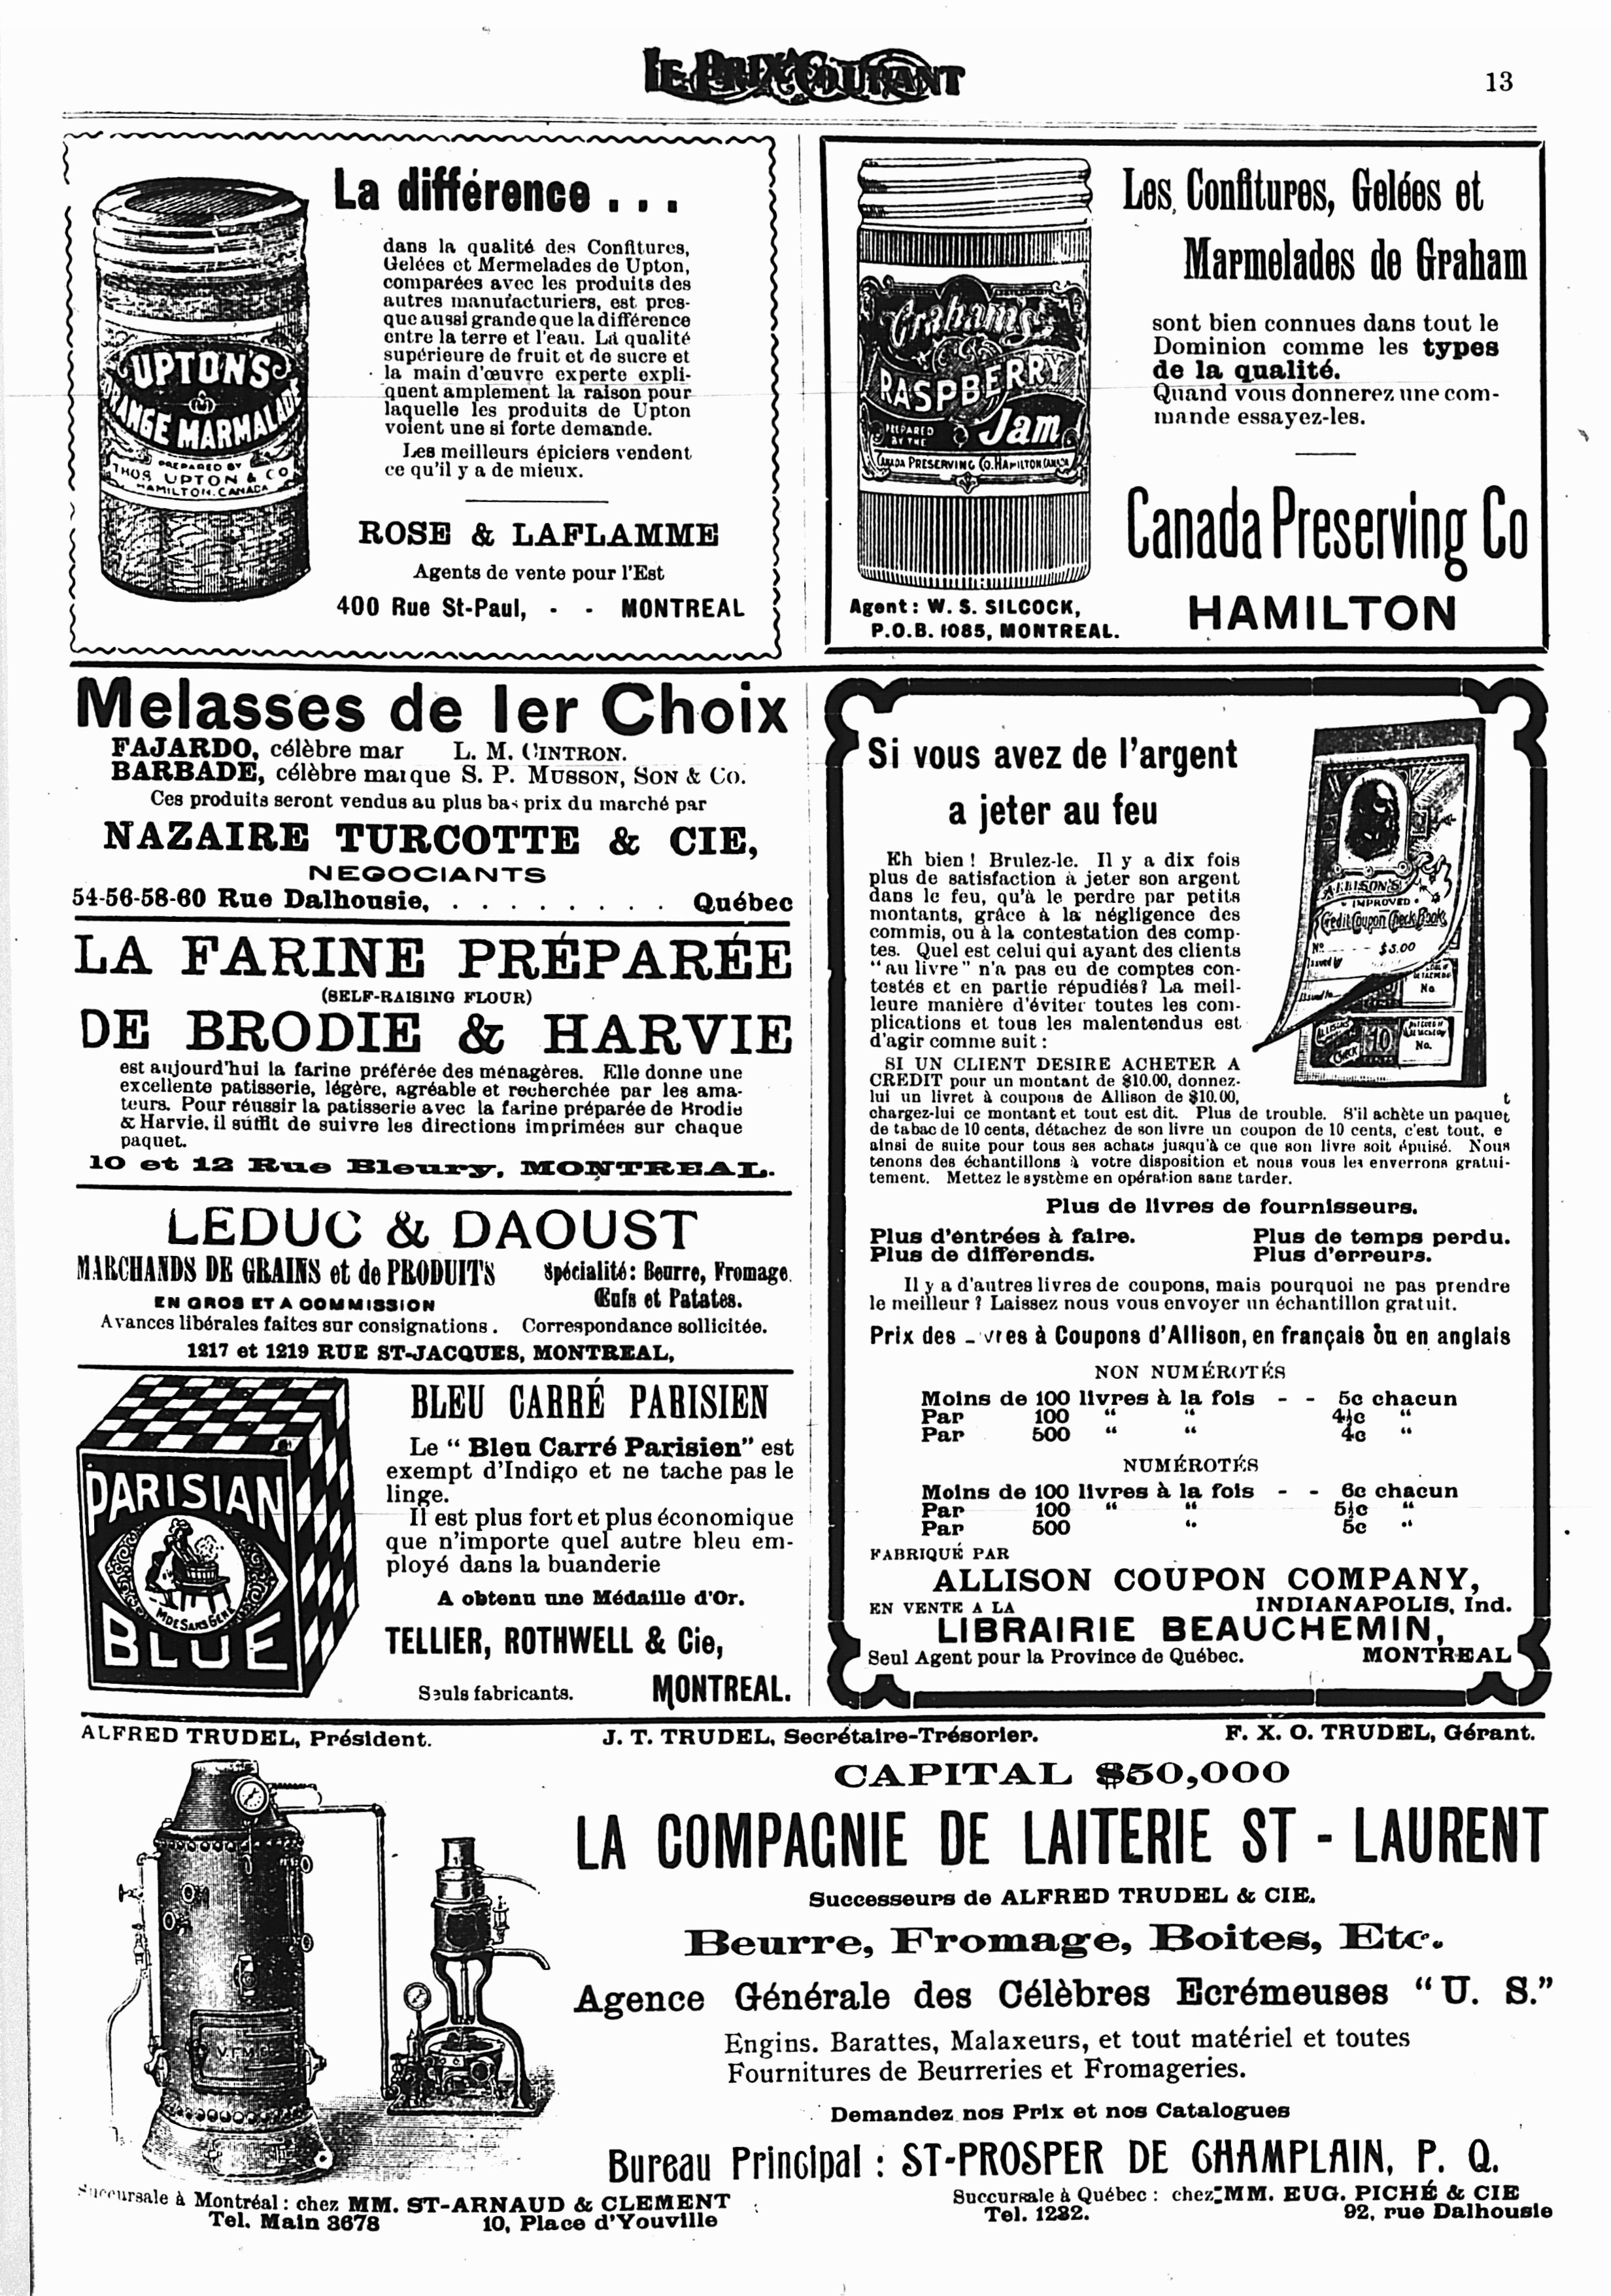 LE PRIX COURANT
13
La différence . . .
dans la qualité des Confitures,
Gelées et Mermelades de Upton,
comparées avec les produits des
autres manufacturiers, est pres-
que aussi grande que la différence
entre la terre et l'eau. La qualité
supérieure de fruit et de sucre et
la main d'œuvre experte expli-
quent amplement la raison pour
laquelle les produits de Upton
voient une si forte demande.
Les meilleurs épiciers vendent
ce qu'il y a de mieux.
ROSE & LAFLAMME
Agents de vente pour l'Est
400 Rue St-Paul, - - MONTREAL
UPTON'S
ORANGE MARMALADE
PREPARED BY
THOS UPTON & CO
HAMILTON. CANADA
Graham's
RASPBERRY
Jam
PREPARED
BY THE
CANADA PRESERVING CO. HAMILTON CANADA
Agent: W. S. SILCOCK,
P.O.B. 1085, MONTREAL.
Les Confitures, Gelées et
Marmelades de Graham
sont bien connues dans tout le
Dominion comme les types
de la qualité.
Quand vous donnerez une com-
mande essayez-les.
Canada Preserving Co
HAMILTON
Melasses de 1er Choix
FAJARDO, célèbre mar L. M. CINTRON.
BARBADE, célèbre marque S. P. MUSSON, SON & Co.
Ces produits seront vendus au plus bas prix du marché par
NAZAIRE TURCOTTE & CIE,
NEGOCIANTS
54-56-58-60 Rue Dalhousie, . . . . . . . . Québec
LA FARINE PRÉPARÉE
(SELF-RAISING FLOUR)
DE BRODIE & HARVIE
est aujourd'hui la farine préférée des ménagères. Elle donne une
excellente patisserie, légère, agréable et recherchée par les ama-
teurs. Pour réussir la patisserie avec la farine préparée de Brodie
& Harvie, il suffit de suivre les directions imprimées sur chaque
paquet.
10 et 12 Rue Bleury, MONTREAL.
LEDUC & DAOUST
MARCHANDS DE GRAINS et de PRODUITS
EN GROS ET A COMMISSION
Spécialité: Beurre, Fromage.
Œufs et Patates.
Avances libérales faites sur consignations. Correspondance sollicitée.
1217 et 1219 RUE ST-JACQUES, MONTREAL,
PARISIAN
MDE SANS GENE
BLUE
BLEU CARRÉ PARISIEN
Le "Bleu Carré Parisien" est
exempt d'Indigo et ne tache pas le
linge.
Il est plus fort et plus économique
que n'importe quel autre bleu em-
ployé dans la buanderie
A obtenu une Médaille d'Or.
TELLIER, ROTHWELL & Cie,
Seuls fabricants. MONTREAL.
Si vous avez de l'argent
a jeter au feu
Eh bien ! Brulez-le. Il y a dix fois
plus de satisfaction à jeter son argent
dans le feu, qu'à le perdre par petits
montants, grâce à la négligence des
commis, ou à la contestation des comp-
tes. Quel est celui qui ayant des clients
"au livre" n'a pas eu de comptes con-
testés et en partie répudiés? La meil-
leure manière d'éviter toutes les com-
plications et tous les malentendus est
d'agir comme suit :
SI UN CLIENT DESIRE ACHETER A
CREDIT pour un montant de $10.00, donnez-
lui un livret à coupons de Allison de $10.00, t
chargez-lui ce montant et tout est dit. Plus de trouble. S'il achète un paquet
de tabac de 10 cents, détachez de son livre un coupon de 10 cents, c'est tout, e
ainsi de suite pour tous ses achats jusqu'à ce que son livre soit épuisé. Nous
tenons des échantillons à votre disposition et nous vous les enverrons gratui-
tement. Mettez le système en opération sans tarder.
ALLISON'S
IMPROVED
Credit Coupon Check Books
No $5.00
Issued by
No.
ALLISON'S
CHECK
10
No.
Plus de livres de fournisseurs.
Plus d'entrées à faire. Plus de temps perdu.
Plus de différends. Plus d'erreurs.
Il y a d'autres livres de coupons, mais pourquoi ne pas prendre
le meilleur ? Laissez nous vous envoyer un échantillon gratuit.
Prix des vres à Coupons d'Allison, en français ou en anglais
NON NUMÉROTÉS
Moins de 100 livres à la fois - - 5c chacun
Par 100 " " 4½c "
Par 500 " " 4c "
NUMÉROTÉS
Moins de 100 livres à la fois - - 6c chacun
Par 100 " " 5½c "
Par 500 " 5c "
FABRIQUÉ PAR
ALLISON COUPON COMPANY,
EN VENTE A LA INDIANAPOLIS, Ind.
LIBRAIRIE BEAUCHEMIN,
Seul Agent pour la Province de Québec. MONTREAL
ALFRED TRUDEL, Président. J. T. TRUDEL, Secrétaire-Trésorier. F. X. O. TRUDEL, Gérant.
CAPITAL $50,000
LA COMPAGNIE DE LAITERIE ST - LAURENT
Successeurs de ALFRED TRUDEL & CIE.
Beurre, Fromage, Boites, Etc.
Agence Générale des Célèbres Ecrémeuses "U. S."
Engins. Barattes, Malaxeurs, et tout matériel et toutes
Fournitures de Beurreries et Fromageries.
Demandez nos Prix et nos Catalogues
Bureau Principal : ST-PROSPER DE CHAMPLAIN, P. Q.
Succursale à Montréal : chez MM. ST-ARNAUD & CLEMENT
Tel. Main 3678 10, Place d'Youville
Succursale à Québec : chez MM. EUG. PICHÉ & CIE
Tel. 1232. 92, rue Dalhousie